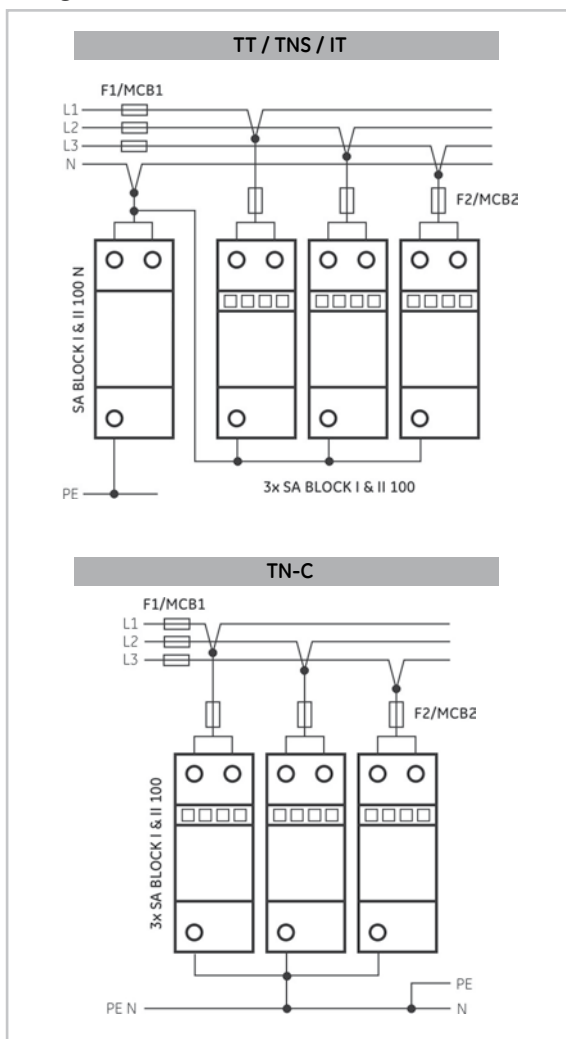 TT / TNS / IT
F1/MCB1
L1
L2
L3
N
F2/MCB2
SA BLOCK I & II 100 N
3x SA BLOCK I & II 100
PE
TN-C
F1/MCB1
L1
L2
L3
F2/MCB2
3x SA BLOCK I & II 100
PE
PE N
N